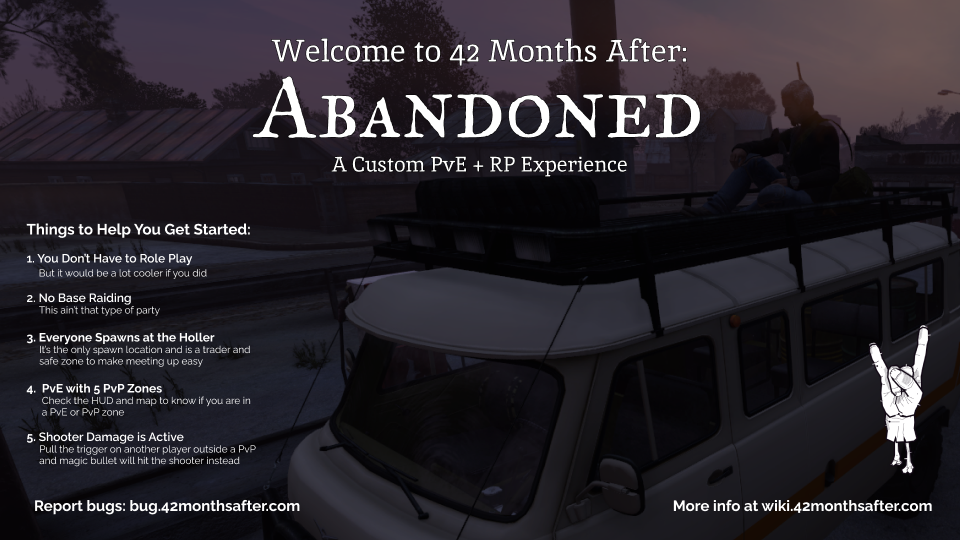 Welcome to 42 Months After:
Abandoned
A Custom PvE + RP Experience
Things to Help You Get Started:
1. You Don't Have to Role Play
But it would be a lot cooler if you did
2. No Base Raiding
This ain't that type of party
3. Everyone Spawns at the Holler
It's the only spawn location and is a trader and
safe zone to make meeting up easy
4. PvE with 5 PvP Zones
Check the HUD and map to know if you are in
a PvE or PvP zone
5. Shooter Damage is Active
Pull the trigger on another player outside a PvP
and magic bullet will hit the shooter instead
Report bugs: bug.42monthsafter.com
More info at wiki.42monthsafter.com